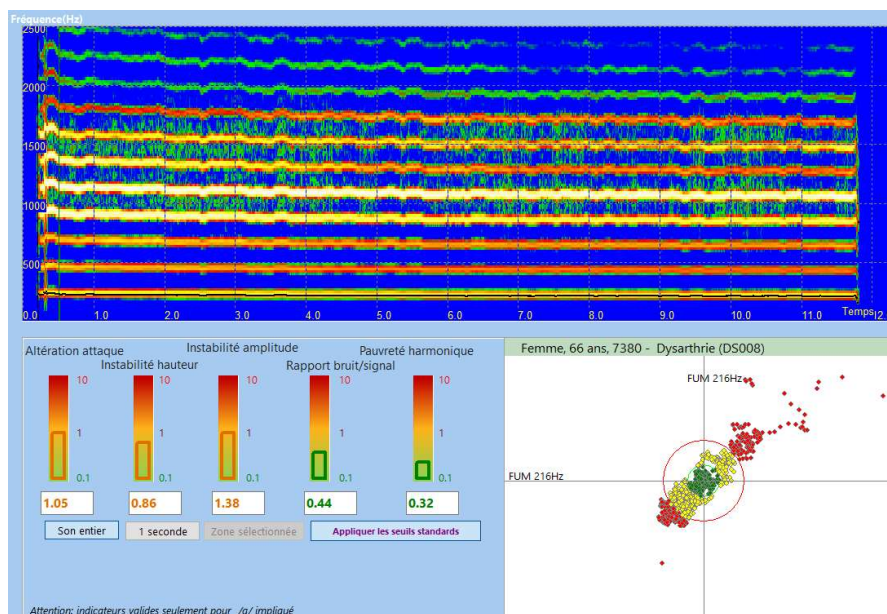 Fréquence(Hz)
2500
2000
1500
1000
500
0.0 1.0 2.0 3.0 4.0 5.0 6.0 7.0 8.0 9.0 10.0 11.0 Temps 12.
Altération attaque Instabilité amplitude Pauvreté harmonique
Instabilité hauteur Rapport bruit/signal
10 10 10 10 10
1 1 1 1 1
0.1 0.1 0.1 0.1 0.1
1.05 0.86 1.38 0.44 0.32
Son entier 1 seconde Zone sélectionnée Appliquer les seuils standards
Attention: indicateurs valides seulement pour /a/ impliqué
Femme, 66 ans, 7380 - Dysarthrie (DS008)
FUM 216Hz
FUM 216Hz